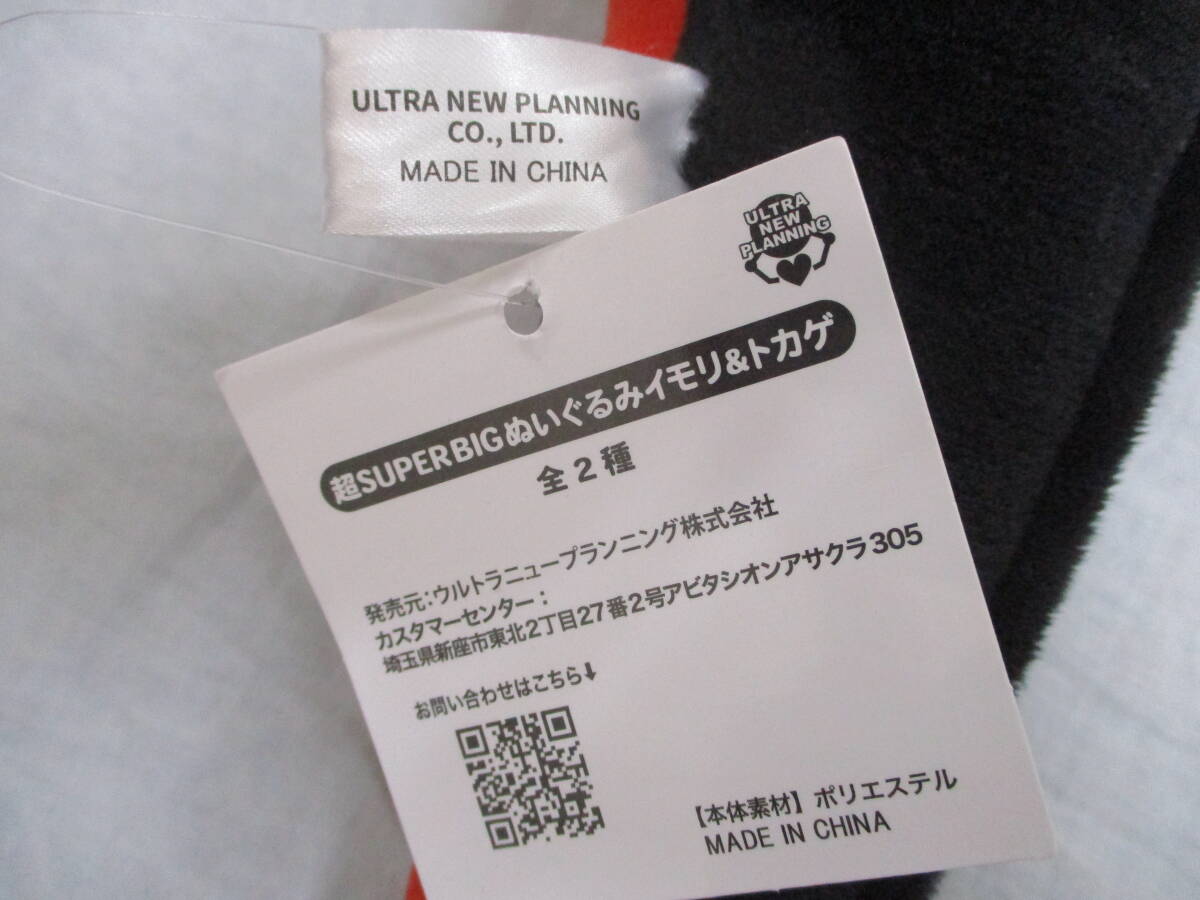 ULTRA NEW PLANNING
CO., LTD.
MADE IN CHINA
ULTRA
NEW
PLANNING
超SUPER BIGぬいぐるみイモリ&トカゲ
全2種
発売元:ウルトラニュープランニング株式会社
カスタマーセンター:
埼玉県新座市東北2丁目27番2号アビタシオンアサクラ305
お問い合わせはこちら⬇
【本体素材】ポリエステル
MADE IN CHINA